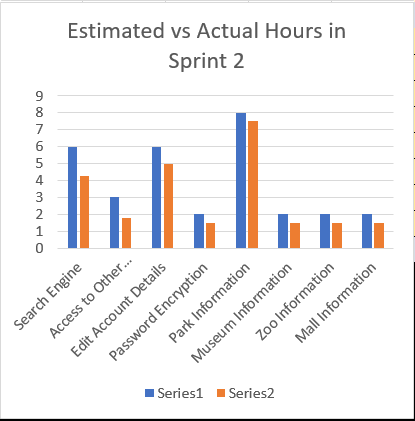 Estimated vs Actual Hours in
Sprint 2
9
8
7
6
5
4
3
2
1
0
Search Engine
Access to Other...
Edit Account Details
Password Encryption
Park Information
Museum Information
Zoo Information
Mall Information
Series1 Series2